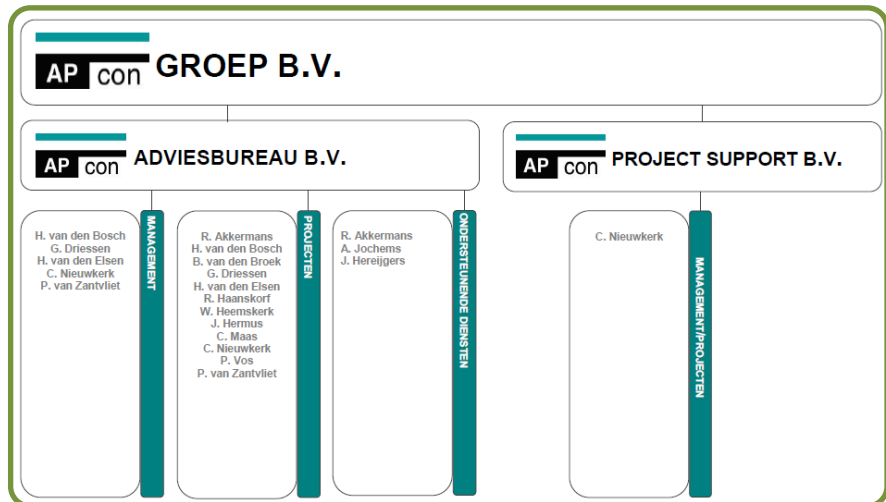 AP con GROEP B.V.
AP con ADVIESBUREAU B.V.
AP con PROJECT SUPPORT B.V.
H. van den Bosch
G. Driessen
H. van den Elsen
C. Nieuwkerk
P. van Zantvliet
MANAGEMENT
R. Akkermans
H. van den Bosch
B. van den Broek
G. Driessen
H. van den Elsen
R. Haanskorf
W. Heemskerk
J. Hermus
C. Maas
C. Nieuwkerk
P. Vos
P. van Zantvliet
PROJECTEN
R. Akkermans
A. Jochems
J. Hereijgers
ONDERSTEUNENDE DIENSTEN
C. Nieuwkerk
MANAGEMENT/PROJECTEN